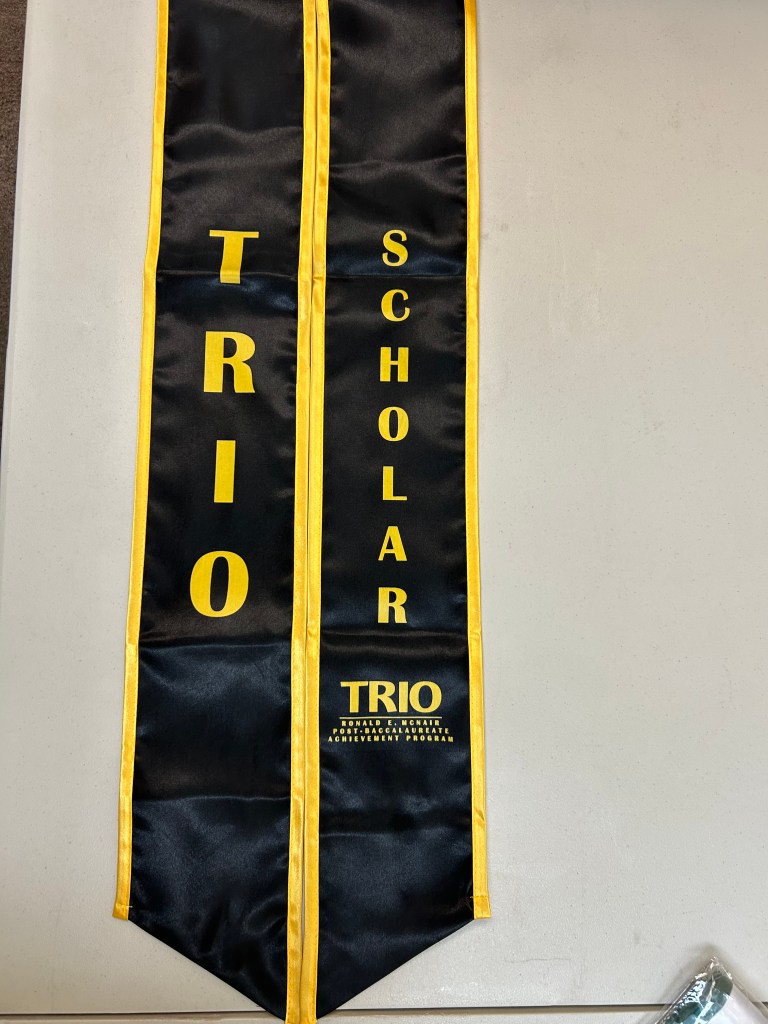 TRIO
SCHOLAR
TRIO
RONALD E. MCNAIR
POST-BACCALAUREATE
ACHIEVEMENT PROGRAM